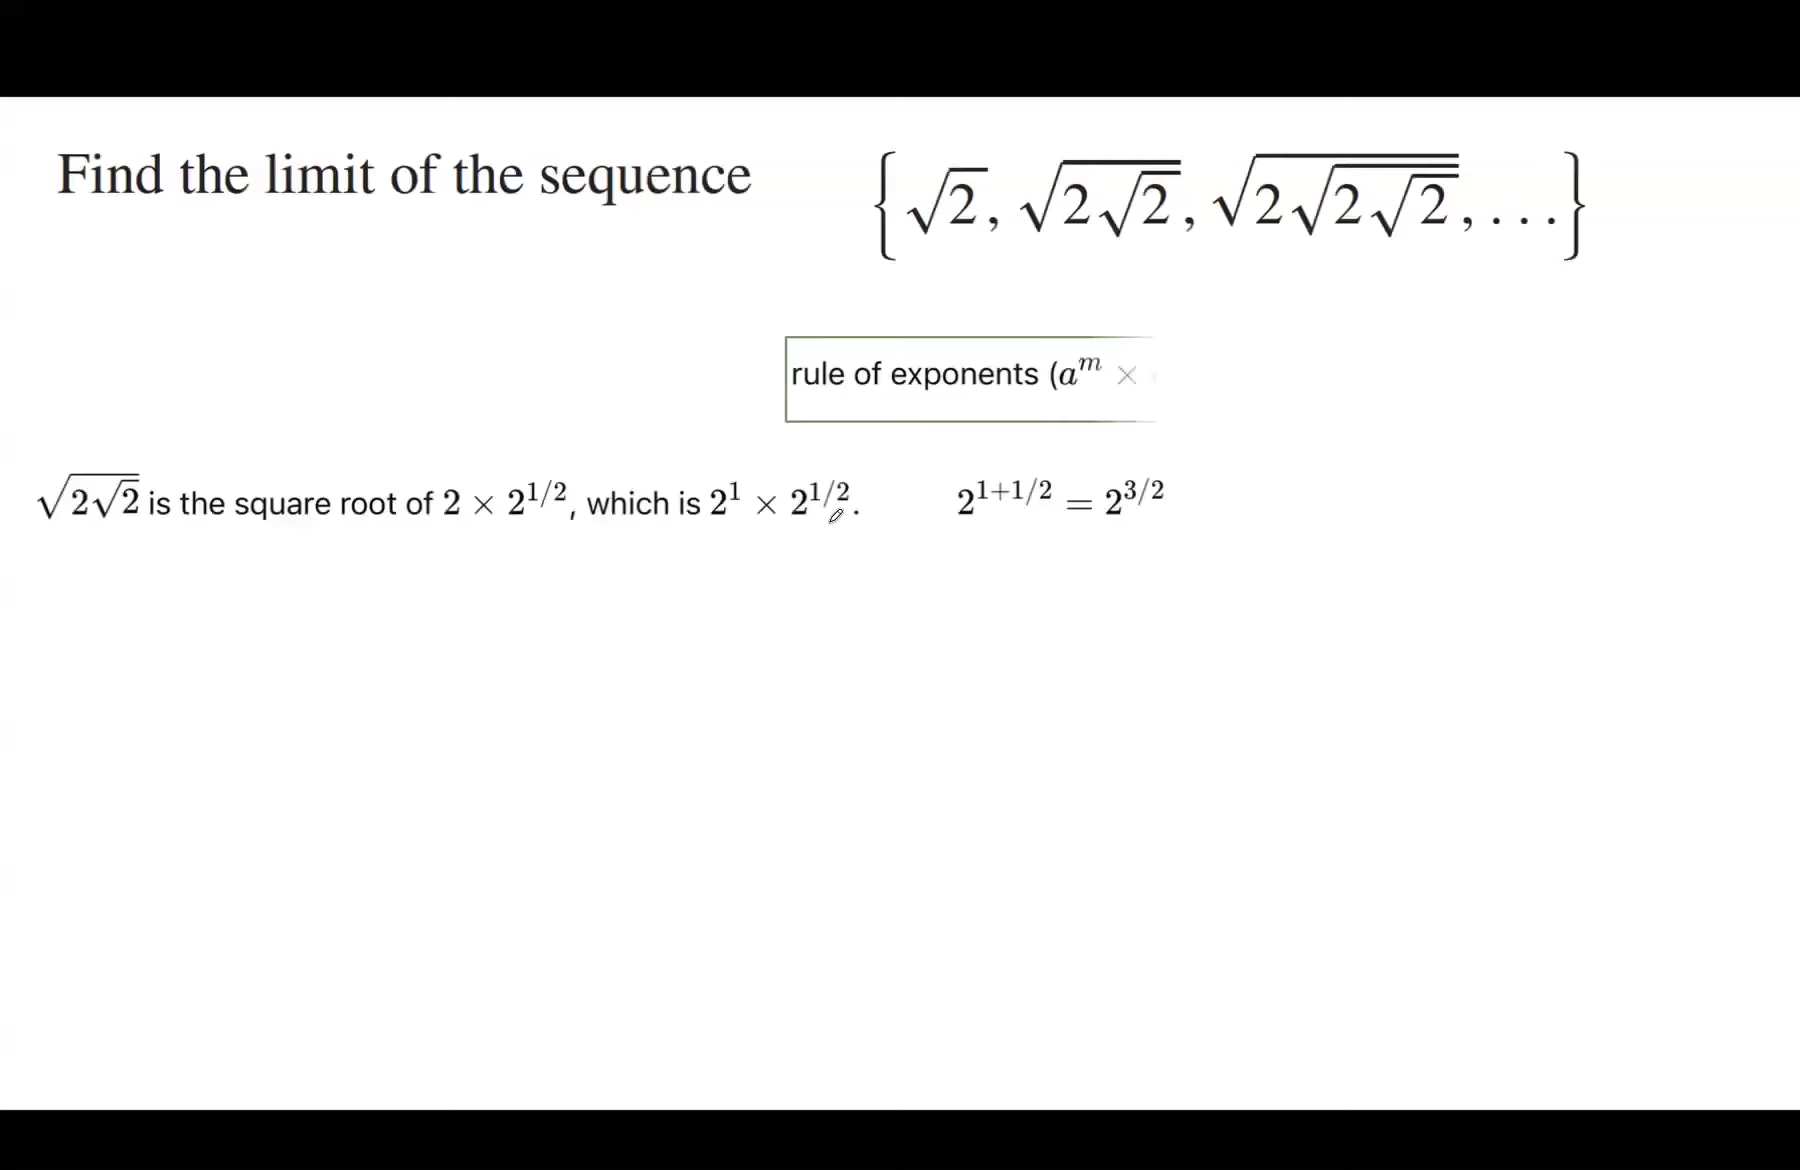 Find the limit of the sequence {√2, √(2√2), √(2√(2√2)), ...}
rule of exponents (a^m ×
√(2√2) is the square root of 2 × 2^{1/2}, which is 2^1 × 2^{1/2}. 2^{1+1/2} = 2^{3/2}